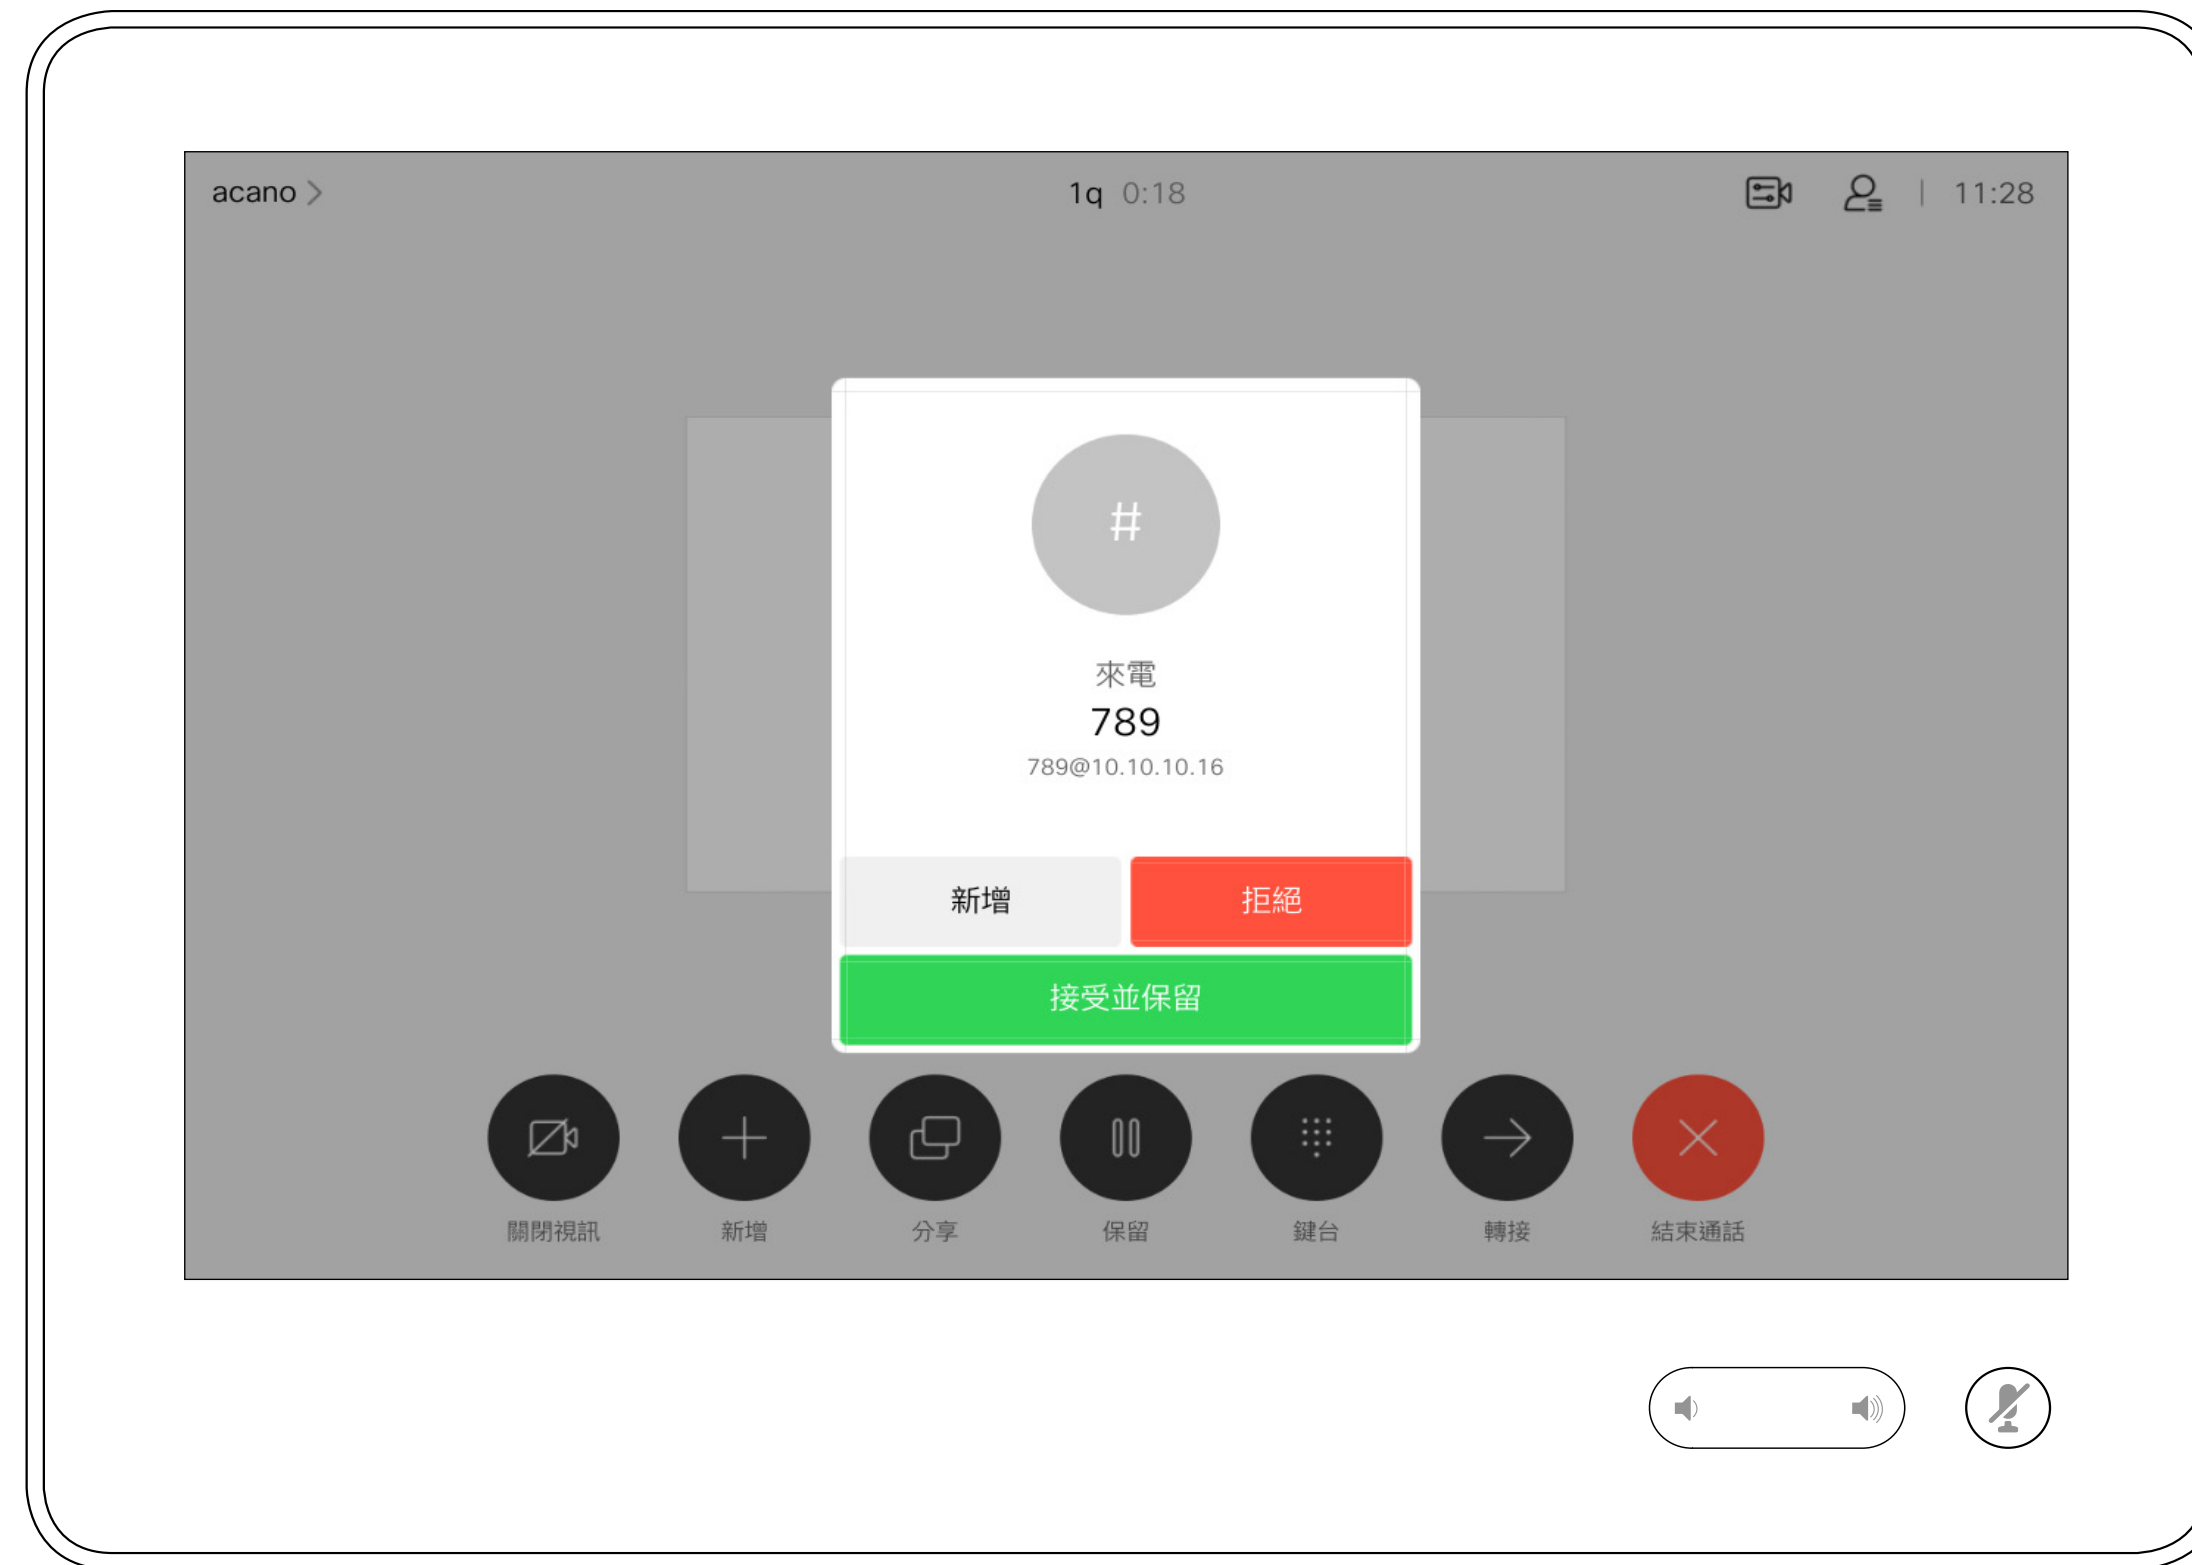 acano
1q 0:18
11:28
#
來電
789
789@10.10.10.16
新增
拒絕
接受並保留
關閉視訊
新增
分享
保留
鍵台
轉接
結束通話